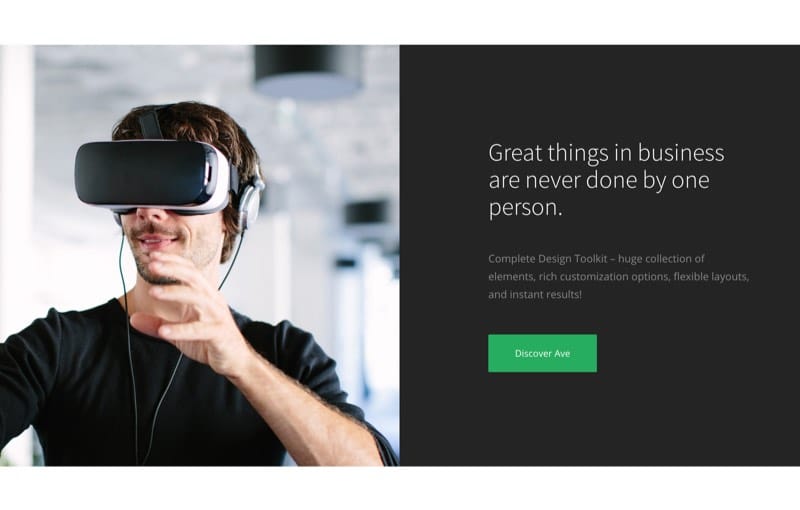 Great things in business
are never done by one
person.
Complete Design Toolkit – huge collection of
elements, rich customization options, flexible layouts,
and instant results!
Discover Ave